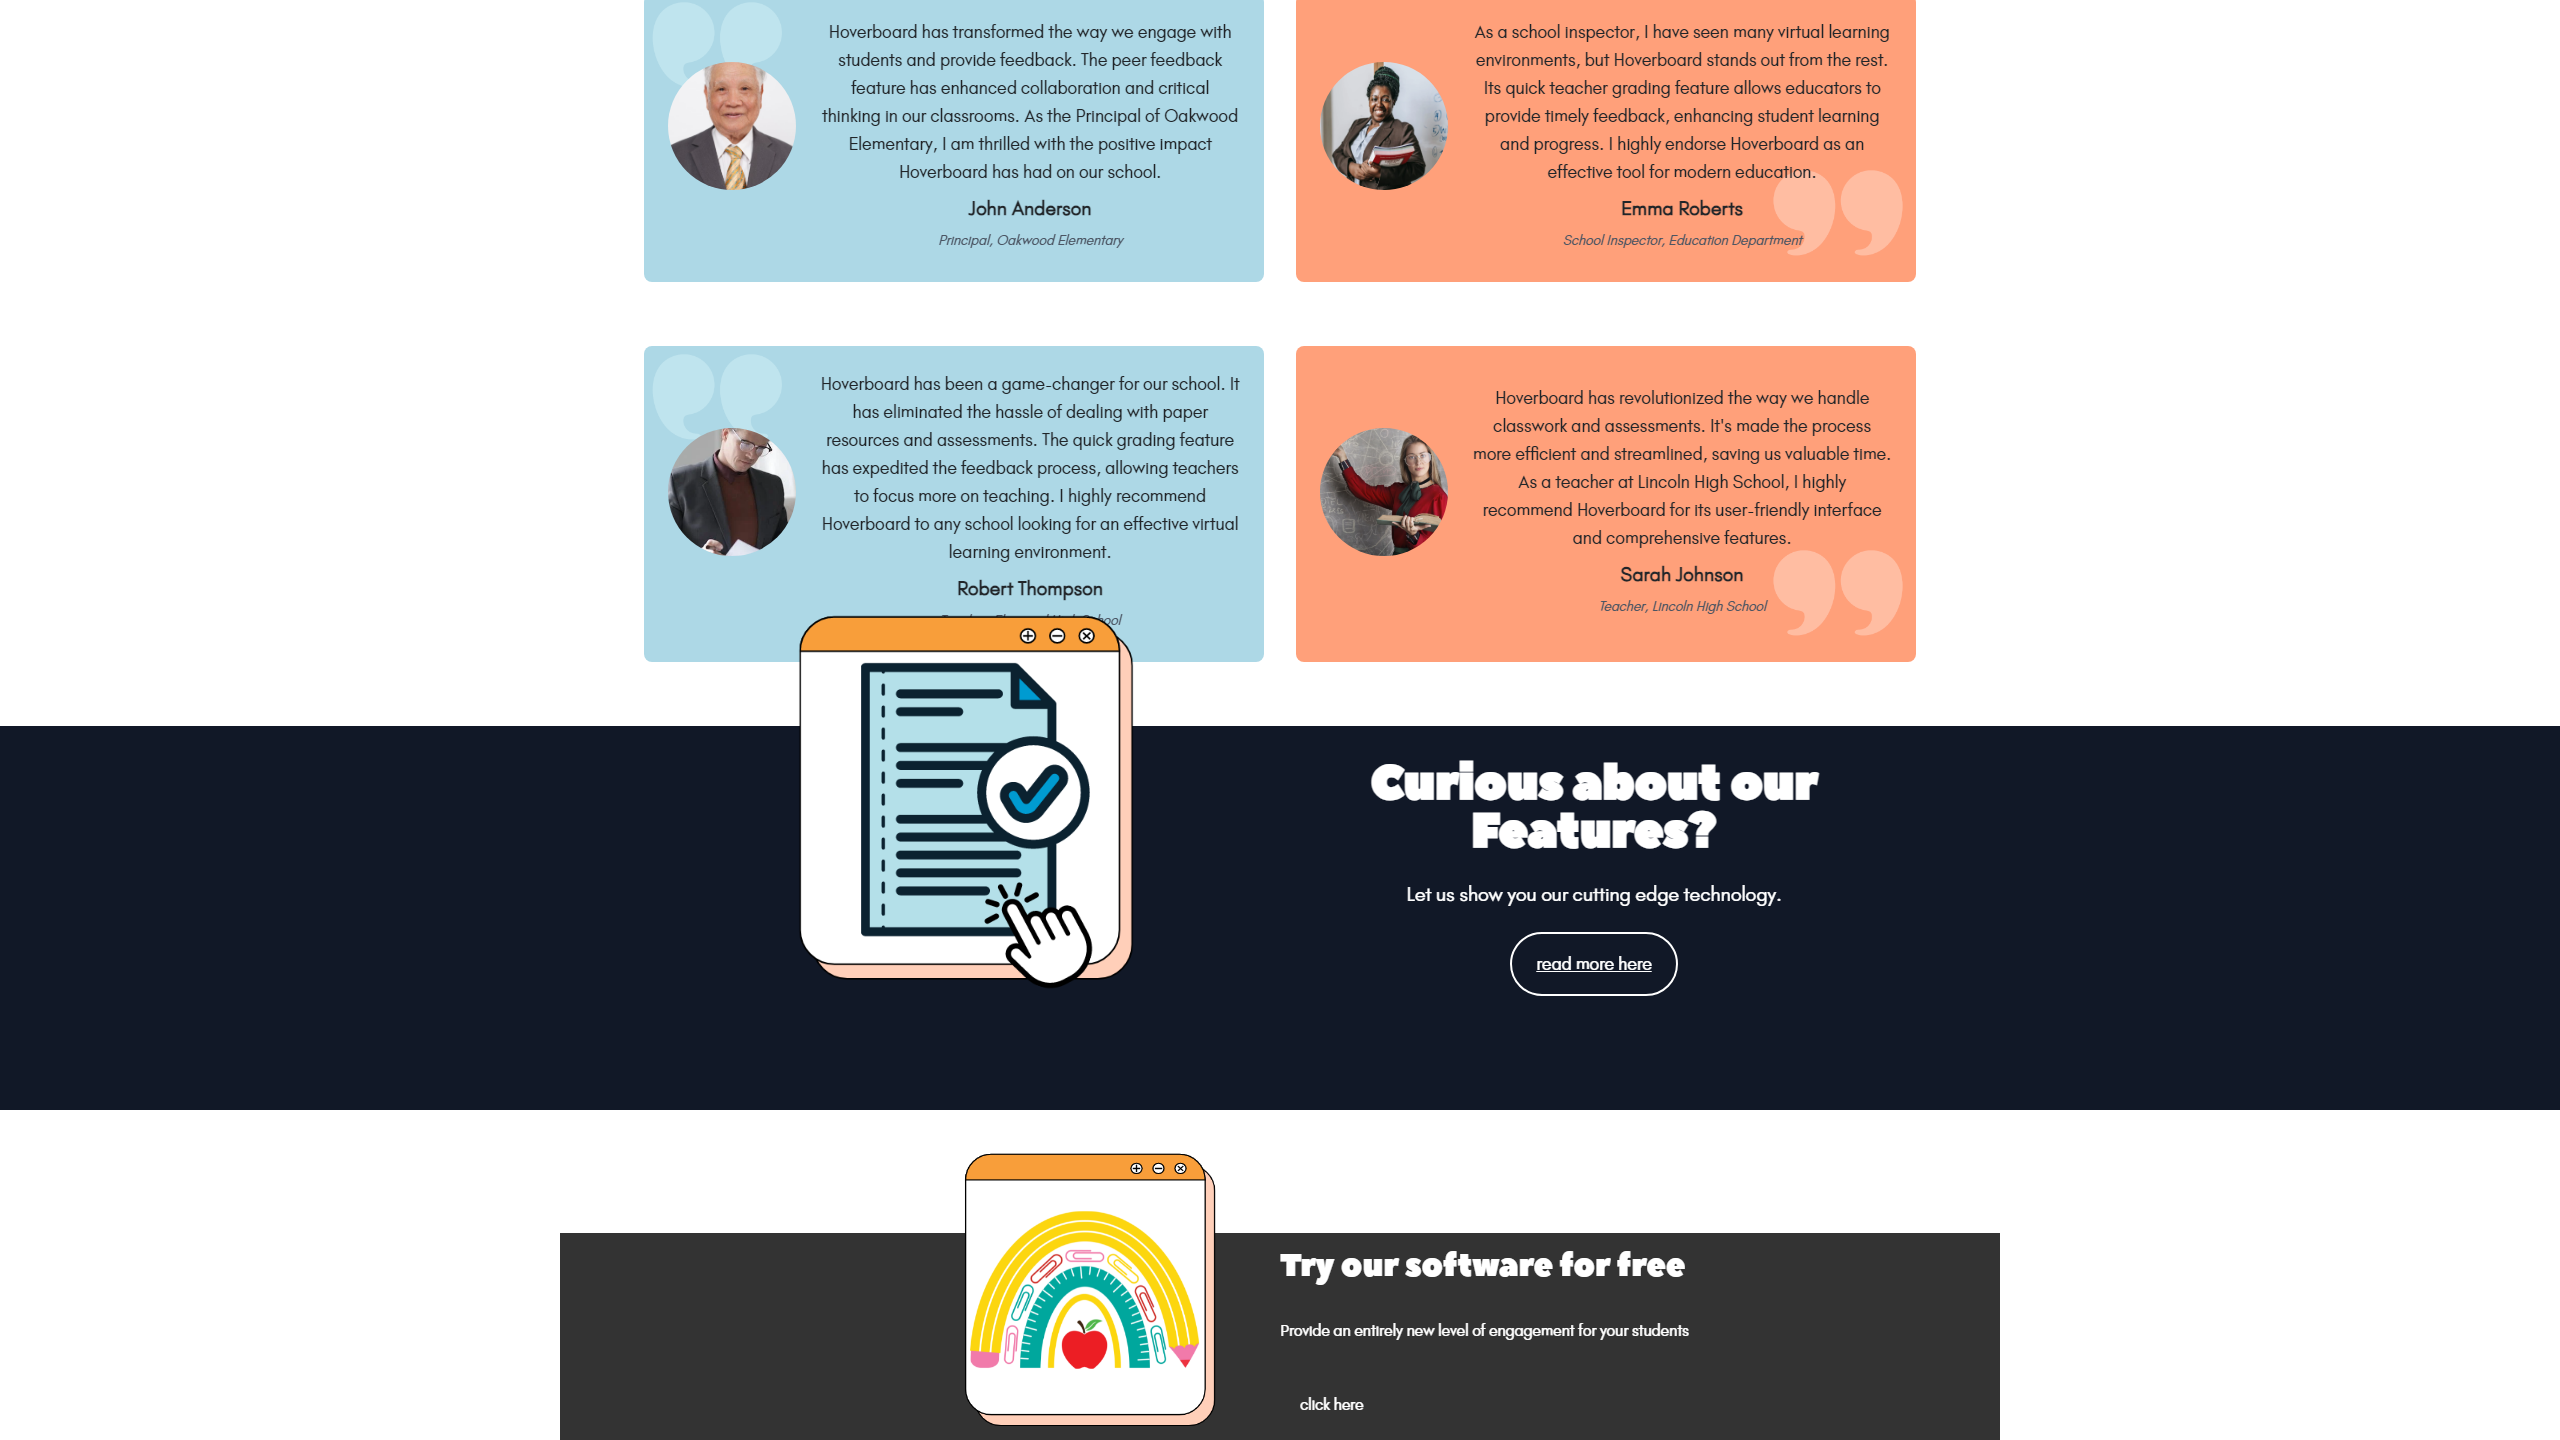 Hoverboard has transformed the way we engage with
students and provide feedback. The peer feedback
feature has enhanced collaboration and critical
thinking in our classrooms. As the Principal of Oakwood
Elementary, I am thrilled with the positive impact
Hoverboard has had on our school.
John Anderson
Principal, Oakwood Elementary
As a school inspector, I have seen many virtual learning
environments, but Hoverboard stands out from the rest.
Its quick teacher grading feature allows educators to
provide timely feedback, enhancing student learning
and progress. I highly endorse Hoverboard as an
effective tool for modern education.
Emma Roberts
School Inspector, Education Department
Hoverboard has been a game-changer for our school. It
has eliminated the hassle of dealing with paper
resources and assessments. The quick grading feature
has expedited the feedback process, allowing teachers
to focus more on teaching. I highly recommend
Hoverboard to any school looking for an effective virtual
learning environment.
Robert Thompson
Hoverboard has revolutionized the way we handle
classwork and assessments. It's made the process
more efficient and streamlined, saving us valuable time.
As a teacher at Lincoln High School, I highly
recommend Hoverboard for its user-friendly interface
and comprehensive features.
Sarah Johnson
Teacher, Lincoln High School
Curious about our
Features?
Let us show you our cutting edge technology.
read more here
Try our software for free
Provide an entirely new level of engagement for your students
click here